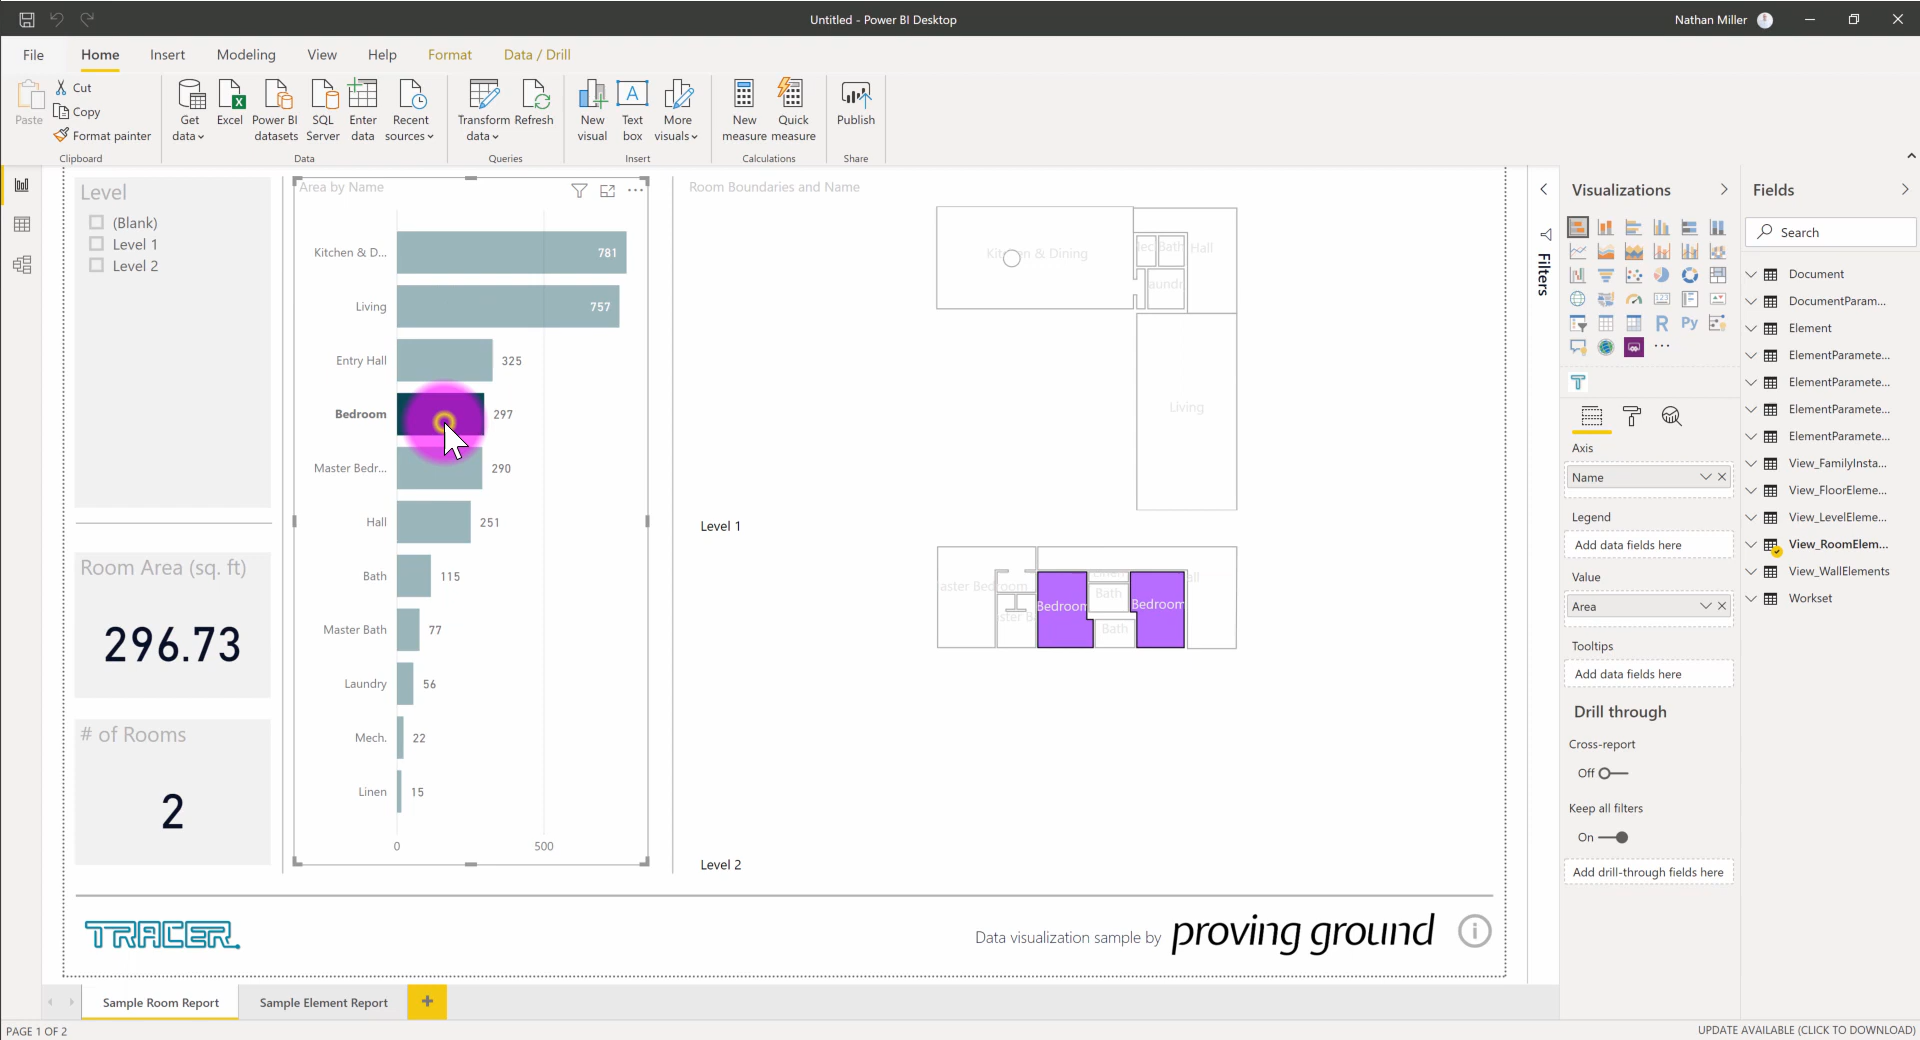 Untitled - Power BI Desktop
Nathan Miller
File
Home
Insert
Modeling
View
Help
Format
Data / Drill
Paste
Cut
Copy
Format painter
Clipboard
Get data
Excel
Power BI datasets
SQL Server
Enter data
Recent sources
Data
Transform data
Refresh
Queries
New visual
Text box
More visuals
Insert
New measure
Quick measure
Calculations
Publish
Share
Level
(Blank)
Level 1
Level 2
Room Area (sq. ft)
296.73
# of Rooms
2
Area by Name
Kitchen & D...
781
Living
757
Entry Hall
325
Bedroom
297
Master Bedr...
290
Hall
251
Bath
115
Master Bath
77
Laundry
56
Mech.
22
Linen
15
0
500
Room Boundaries and Name
& Dining
Bath
Hall
Living
Level 1
Bedroom
Bath
Bedroom
Bath
Level 2
TRACER.
Data visualization sample by
proving ground
Filters
Visualizations
R
Py
Axis
Name
Legend
Add data fields here
Value
Area
Tooltips
Add data fields here
Drill through
Cross-report
Off
Keep all filters
On
Add drill-through fields here
Fields
Search
Document
DocumentParam...
Element
ElementParamete...
ElementParamete...
ElementParamete...
ElementParamete...
View_FamilyInsta...
View_FloorEleme...
View_LevelEleme...
View_RoomElem...
View_WallElements
Workset
Sample Room Report
Sample Element Report
PAGE 1 OF 2
UPDATE AVAILABLE (CLICK TO DOWNLOAD)